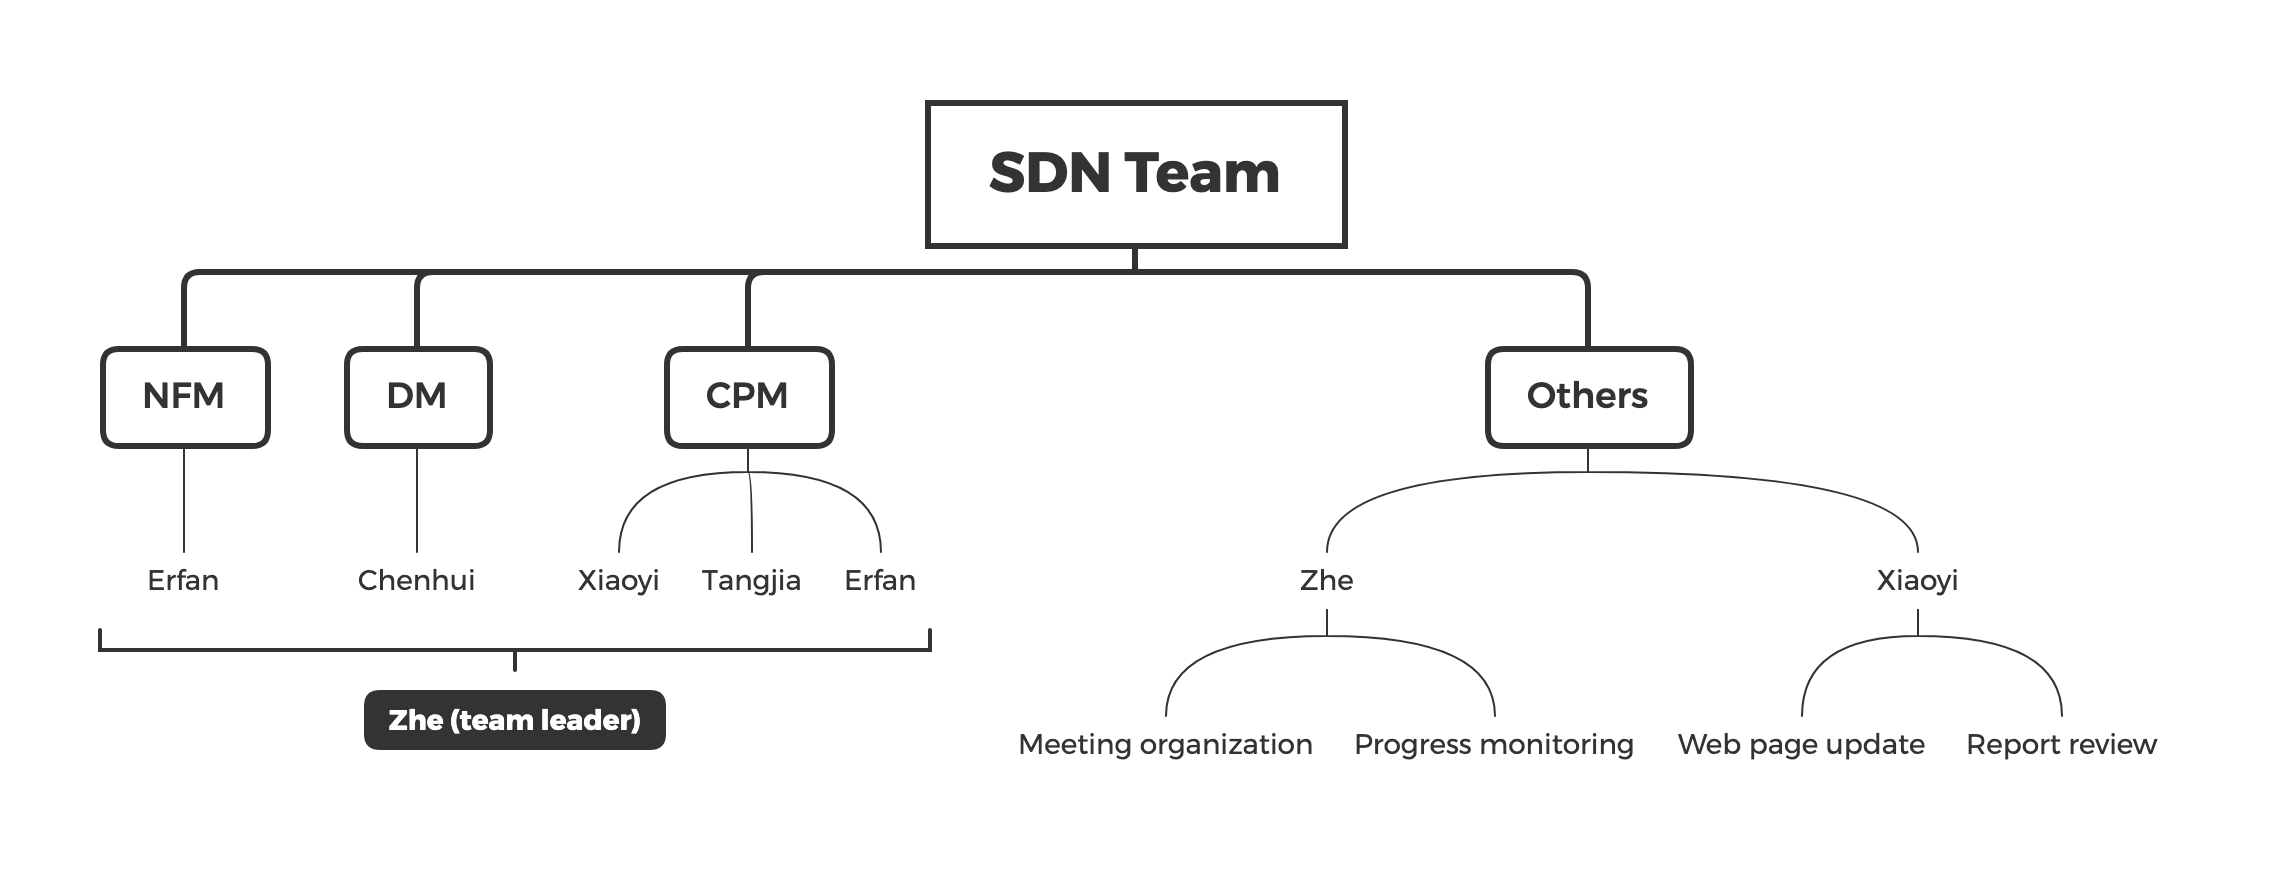 SDN Team
NFM
DM
CPM
Others
Erfan
Chenhui
Xiaoyi
Tangjia
Erfan
Zhe
Xiaoyi
Zhe (team leader)
Meeting organization
Progress monitoring
Web page update
Report review